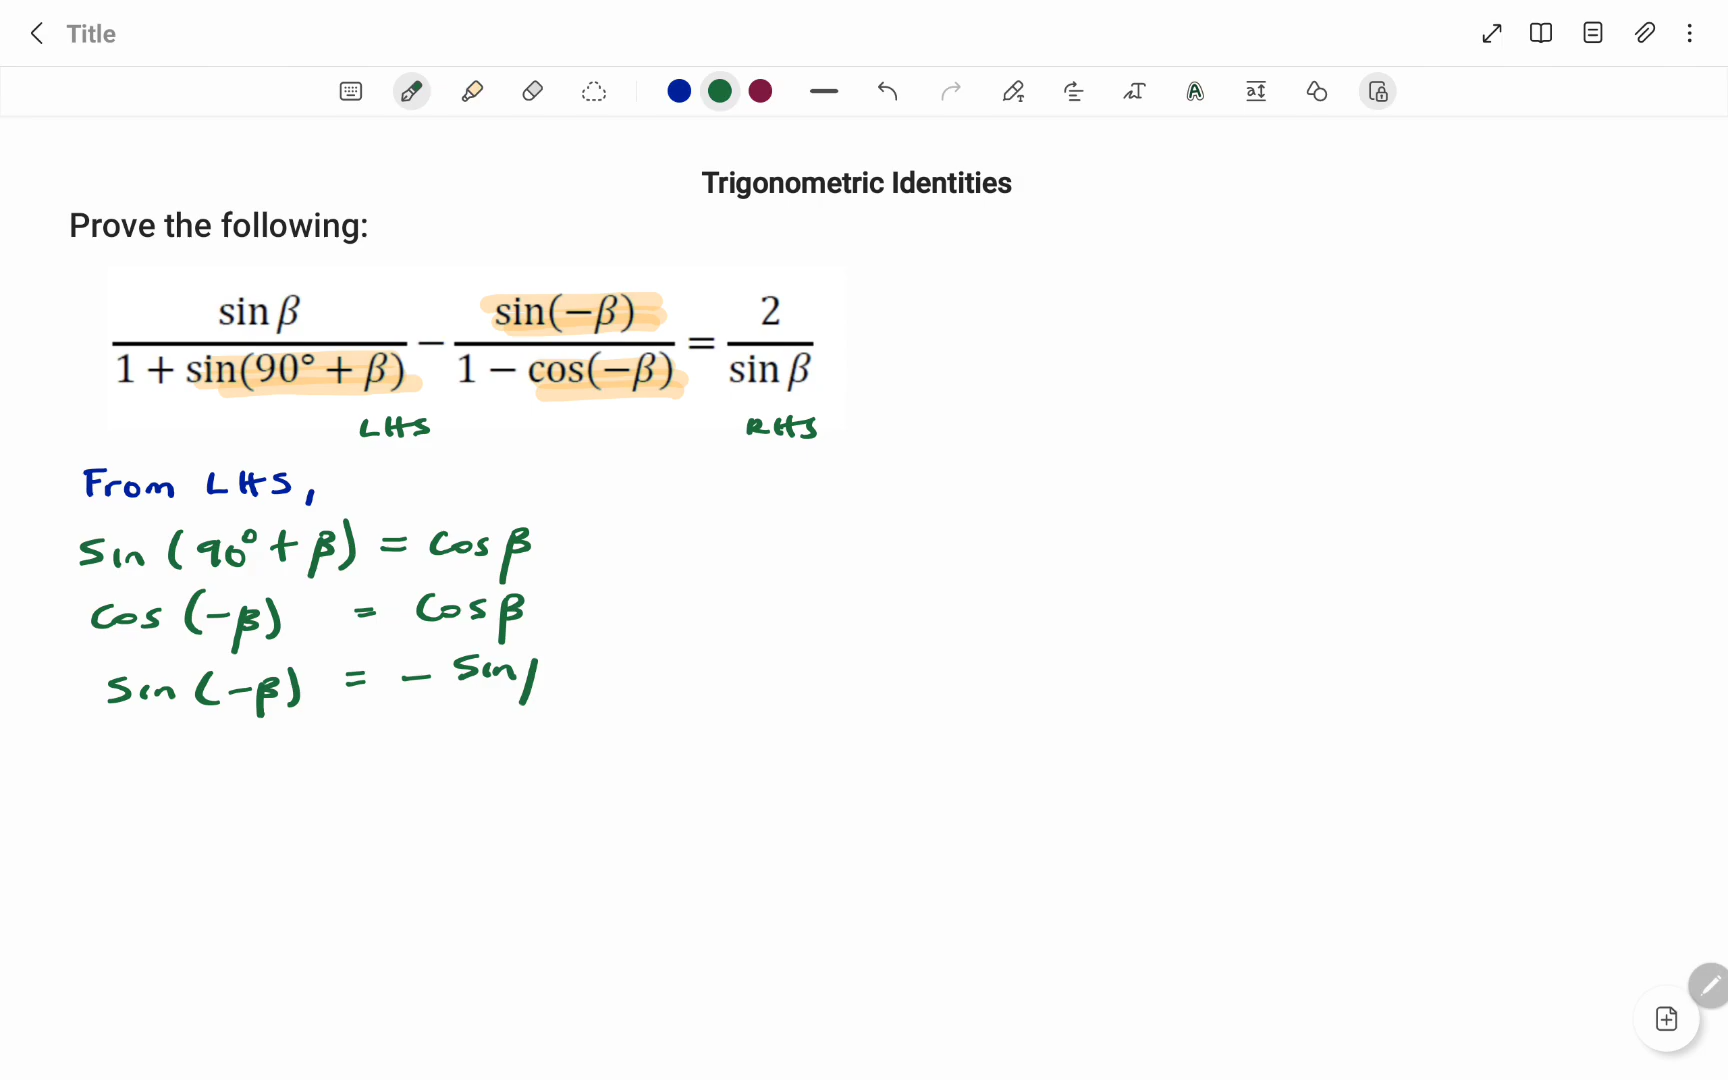 Title
Trigonometric Identities
Prove the following:
sin β / (1 + sin(90° + β)) − sin(−β) / (1 − cos(−β)) = 2 / sin β
LHS RHS
From LHS,
sin (90° + β) = cos β
cos (−β) = cos β
sin (−β) = − sin